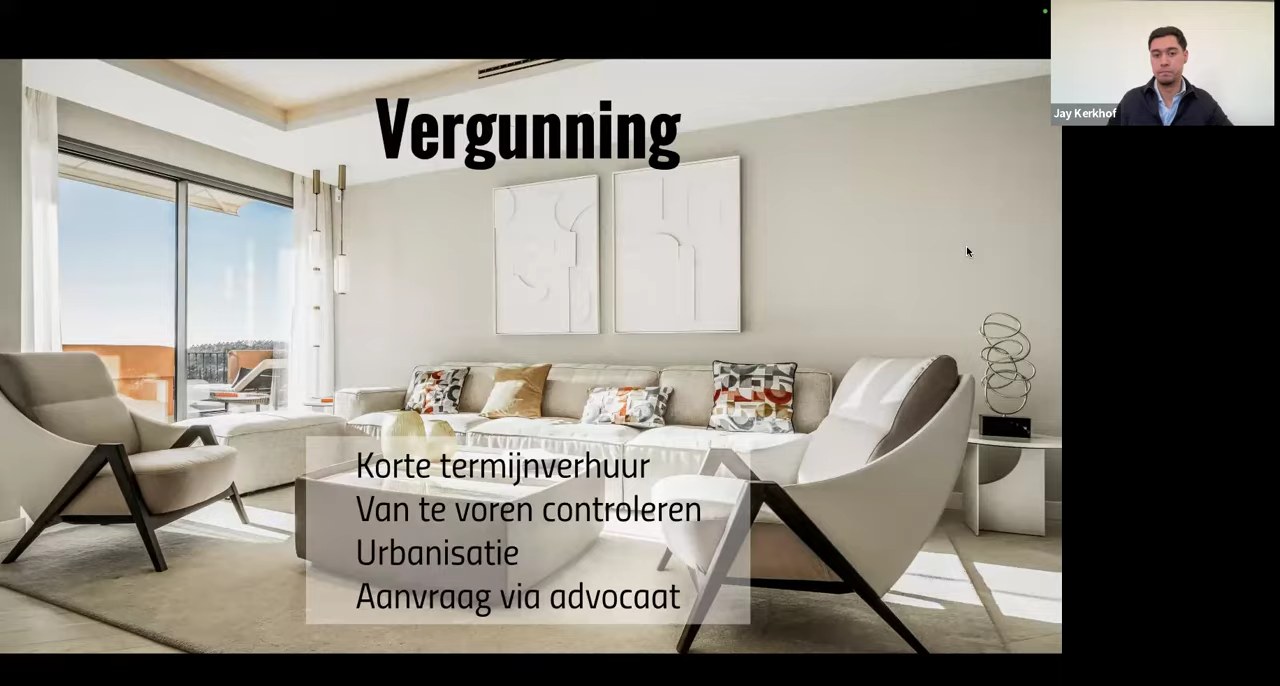 Vergunning
Jay Kerkhof
Korte termijnverhuur
Van te voren controleren
Urbanisatie
Aanvraag via advocaat